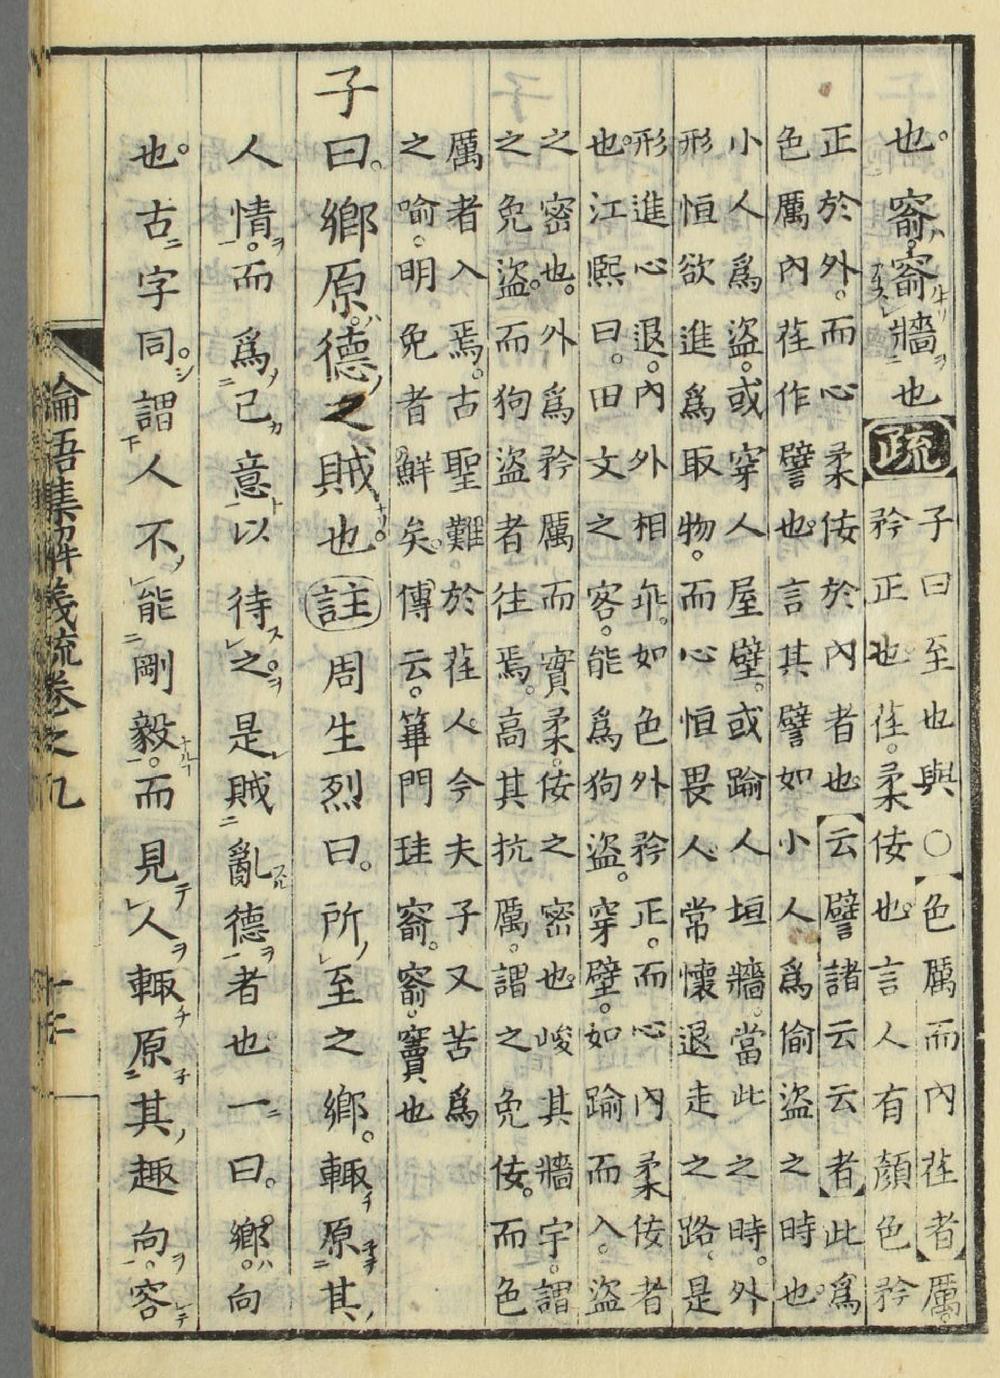 也。窬窬牆也疏子曰至也與○色厲而內荏者厲。
矜正也荏。柔佞也言人有顏色矜
正於外。而心柔佞於內者也云譬諸云云者此爲
色厲內荏作譬也言其譬如小人爲偷盜之時也。
小人爲盜。或穿人屋壁。或踰人垣牆。當此之時。外
形恒欲進爲取物。而心恒畏人人常懷退走之路。是
形進心退。內外相乖。如色外矜正。而心內柔佞者
也。江熙曰。田文之客。能爲狗盜。穿壁。如踰而入。盜
之密也。外爲矜厲而實柔。佞之密也峻其牆宇。謂
之免盜。而狗盜者往焉。高其抗厲。謂之免佞。而色
厲者入焉。古聖難於荏人今夫子又苦爲
之喻。明免者鮮矣。傳云。篳門珪窬。窬。竇也
子曰。鄉原。德之賊也註周生烈曰。所至之鄉。輒原其
人情。而爲己意以待之。是賊亂德者也一曰。鄉。向
也。古字同。謂人不能剛毅。而見人輒原其趣向。容
論語集解義疏卷之九